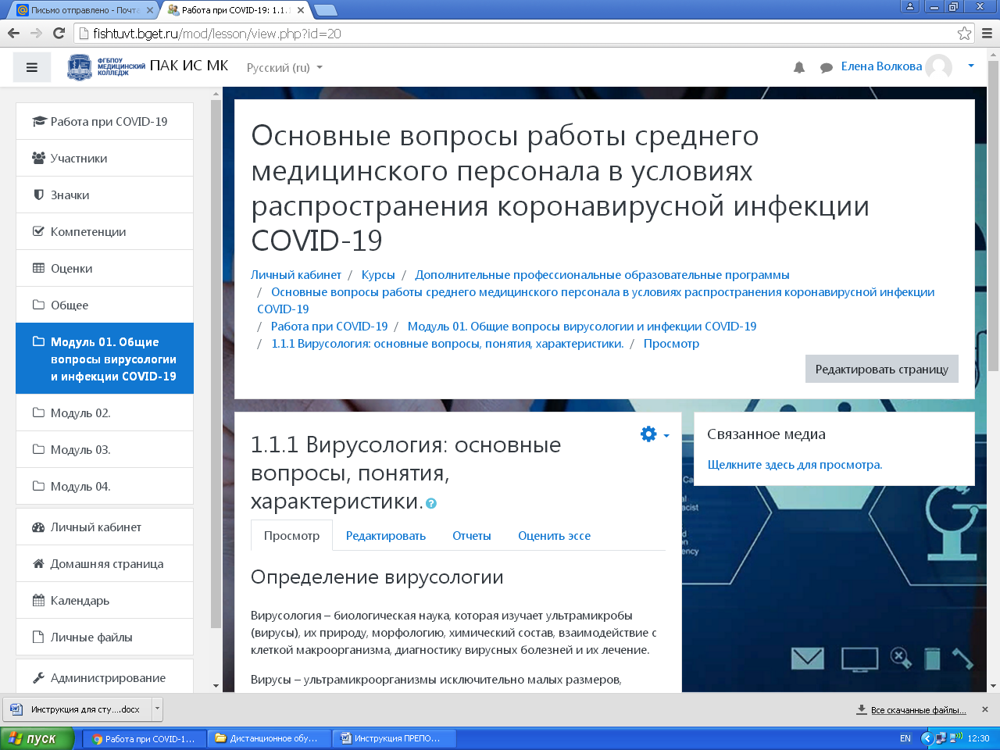 Письмо отправлено - Почта
Работа при COVID-19: 1.1.1
fishtuvt.bget.ru/mod/lesson/view.php?id=20
ФГБПОУ
МЕДИЦИНСКИЙ
КОЛЛЕДЖ
ПАК ИС МК
Русский (ru)
Елена Волкова
Работа при COVID-19
Участники
Значки
Компетенции
Оценки
Общее
Модуль 01. Общие
вопросы вирусологии
и инфекции COVID-19
Модуль 02.
Модуль 03.
Модуль 04.
Личный кабинет
Домашняя страница
Календарь
Личные файлы
Администрирование
Основные вопросы работы среднего
медицинского персонала в условиях
распространения коронавирусной инфекции
COVID-19
Личный кабинет / Курсы / Дополнительные профессиональные образовательные программы
/ Основные вопросы работы среднего медицинского персонала в условиях распространения коронавирусной инфекции
COVID-19
/ Работа при COVID-19 / Модуль 01. Общие вопросы вирусологии и инфекции COVID-19
/ 1.1.1 Вирусология: основные вопросы, понятия, характеристики. / Просмотр
Редактировать страницу
1.1.1 Вирусология: основные
вопросы, понятия,
характеристики.
Просмотр Редактировать Отчеты Оценить эссе
Определение вирусологии
Вирусология – биологическая наука, которая изучает ультрамикробы
(вирусы), их природу, морфологию, химический состав, взаимодействие с
клеткой макроорганизма, диагностику вирусных болезней и их лечение.
Вирусы – ультрамикроорганизмы исключительно малых размеров,
Связанное медиа
Щелкните здесь для просмотра.
Инструкция для сту....docx
Все скачанные файлы...
пуск
Работа при COVID-1...
Дистанционное обу...
Инструкция ПРЕПО...
EN
12:30